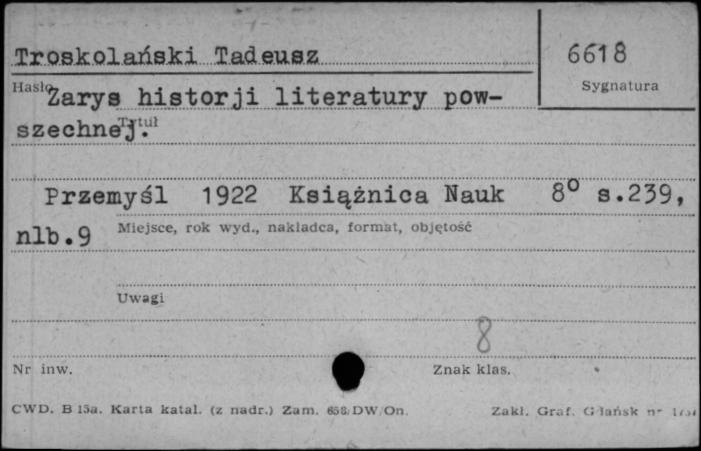 Troskolański Tadeusz
6618
Hasło
Sygnatura
Zarys historji literatury pow-
szechnej.
Tytuł
Przemyśl 1922 Książnica Nauk 8° s.239,
nlb.9
Miejsce, rok wyd., nakładca, format, objętość
Uwagi
8
Nr inw.
Znak klas.
CWD. B 15a. Karta katal. (z nadr.) Zam. 658/DW/On.
Zakł. Graf. Gdańsk nr